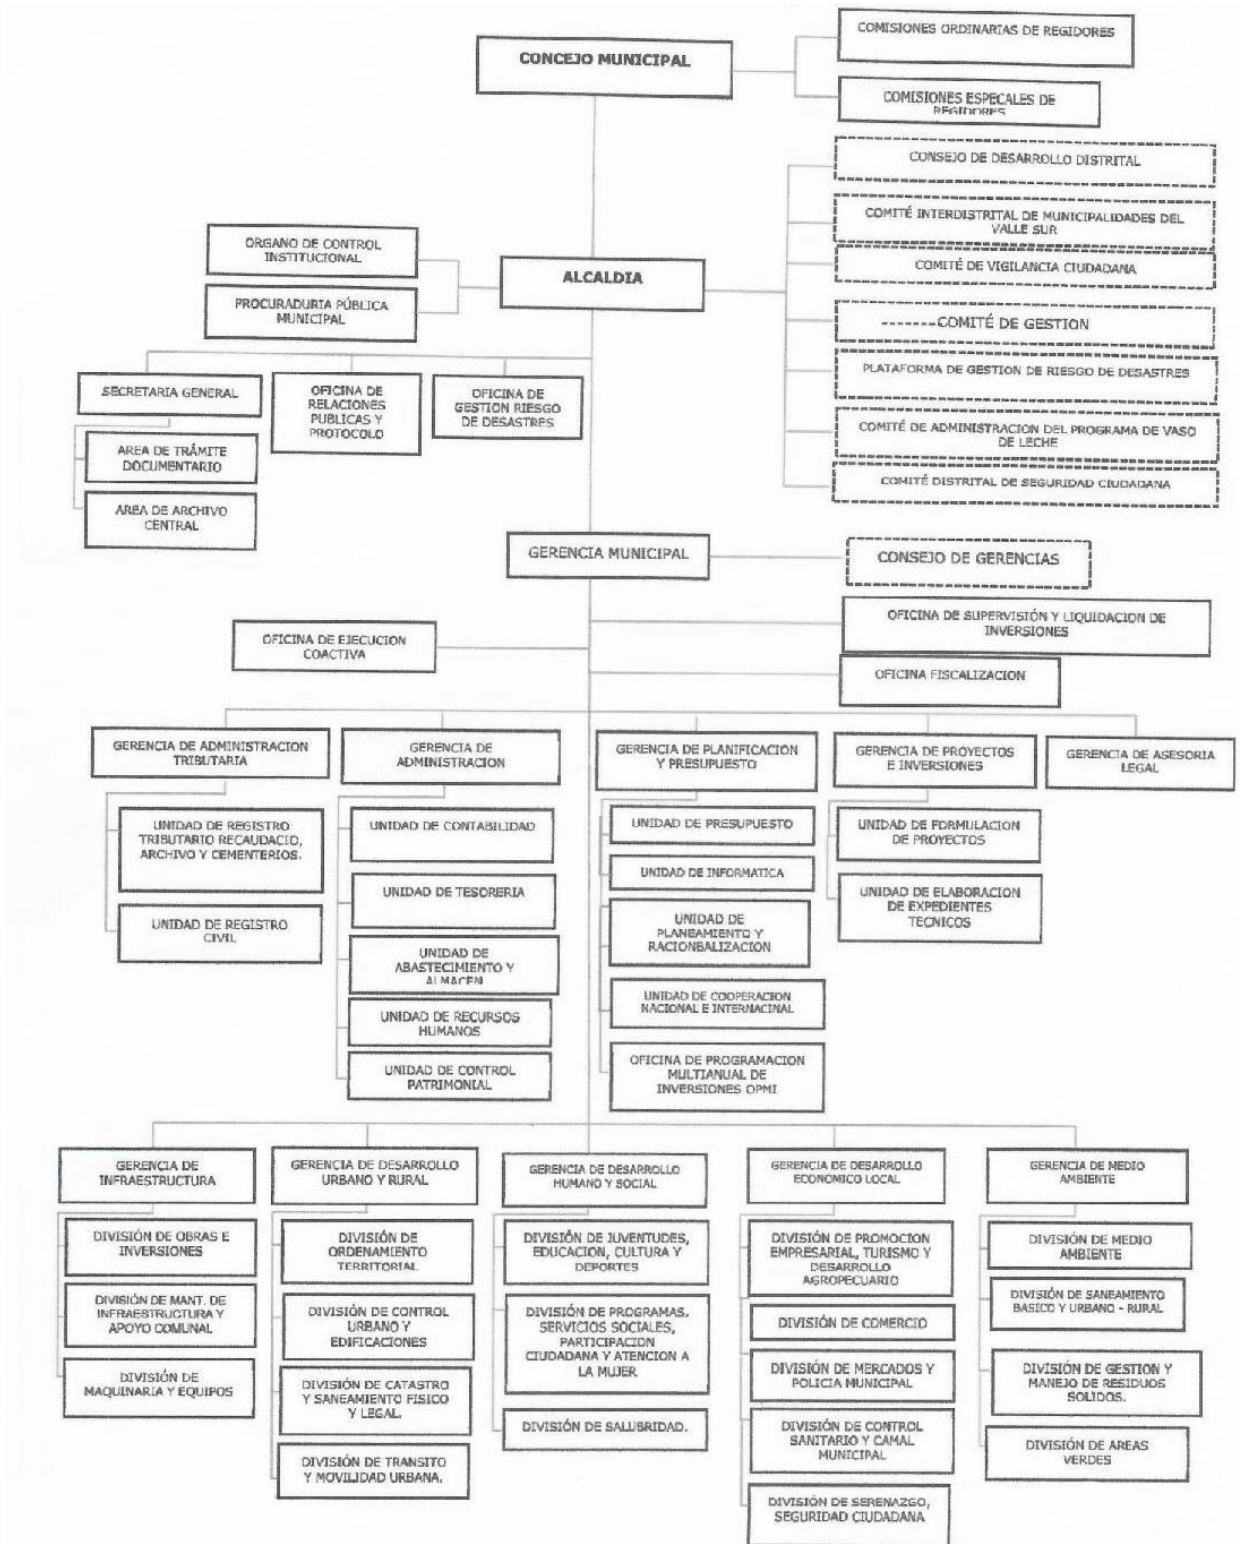 CONCEJO MUNICIPAL
COMISIONES ORDINARIAS DE REGIDORES
COMISIONES ESPECALES DE
REGIDORES
CONSEJO DE DESARROLLO DISTRITAL
COMITÉ INTERDISTRITAL DE MUNICIPALIDADES DEL
VALLE SUR
COMITÉ DE VIGILANCIA CIUDADANA
COMITÉ DE GESTION
PLATAFORMA DE GESTION DE RIESGO DE DESASTRES
COMITÉ DE ADMINISTRACION DEL PROGRAMA DE VASO
DE LECHE
COMITÉ DISTRITAL DE SEGURIDAD CIUDADANA
ORGANO DE CONTROL
INSTITUCIONAL
PROCURADURIA PÚBLICA
MUNICIPAL
ALCALDIA
SECRETARIA GENERAL
AREA DE TRÁMITE
DOCUMENTARIO
AREA DE ARCHIVO
CENTRAL
OFICINA DE
RELACIONES
PUBLICAS Y
PROTOCOLO
OFICINA DE
GESTION RIESGO
DE DESASTRES
GERENCIA MUNICIPAL
CONSEJO DE GERENCIAS
OFICINA DE EJECUCION
COACTIVA
OFICINA DE SUPERVISIÓN Y LIQUIDACION DE
INVERSIONES
OFICINA FISCALIZACION
GERENCIA DE ADMINISTRACION
TRIBUTARIA
UNIDAD DE REGISTRO
TRIBUTARIO RECAUDACIO,
ARCHIVO Y CEMENTERIOS.
UNIDAD DE REGISTRO
CIVIL
GERENCIA DE
ADMINISTRACION
UNIDAD DE CONTABILIDAD
UNIDAD DE TESORERIA
UNIDAD DE
ABASTECIMIENTO Y
ALMACEN
UNIDAD DE RECURSOS
HUMANOS
UNIDAD DE CONTROL
PATRIMONIAL
GERENCIA DE PLANIFICACION
Y PRESUPUESTO
UNIDAD DE PRESUPUESTO
UNIDAD DE INFORMATICA
UNIDAD DE
PLANEAMIENTO Y
RACIONBALIZACIÓN
UNIDAD DE COOPERACION
NACIONAL E INTERNACINAL
OFICINA DE PROGRAMACION
MULTIANUAL DE
INVERSIONES OPMI
GERENCIA DE PROYECTOS
E INVERSIONES
UNIDAD DE FORMULACION
DE PROYECTOS
UNIDAD DE ELABORACION
DE EXPEDIENTES
TECNICOS
GERENCIA DE ASESORIA
LEGAL
GERENCIA DE
INFRAESTRUCTURA
DIVISIÓN DE OBRAS E
INVERSIONES
DIVISIÓN DE MANT. DE
INFRAESTRUCTURA Y
APOYO COMUNAL
DIVISIÓN DE
MAQUINARIA Y EQUIPOS
GERENCIA DE DESARROLLO
URBANO Y RURAL
DIVISIÓN DE
ORDENAMIENTO
TERRITORIAL
DIVISIÓN DE CONTROL
URBANO Y
EDIFICACIONES
DIVISIÓN DE CATASTRO
Y SANEAMIENTO FISICO
Y LEGAL.
DIVISIÓN DE TRANSITO
Y MOVILIDAD URBANA.
GERENCIA DE DESARROLLO
HUMANO Y SOCIAL
DIVISIÓN DE JUVENTUDES,
EDUCACION, CULTURA Y
DEPORTES
DIVISIÓN DE PROGRAMAS,
SERVICIOS SOCIALES,
PARTICIPACION
CIUDADANA Y ATENCION A
LA MUJER
DIVISIÓN DE SALUBRIDAD.
GERENCIA DE DESARROLLO
ECONOMICO LOCAL
DIVISIÓN DE PROMOCION
EMPRESARIAL, TURISMO Y
DESARROLLO
AGROPECUARIO
DIVISIÓN DE COMERCIO
DIVISIÓN DE MERCADOS Y
POLICIA MUNICIPAL
DIVISIÓN DE CONTROL
SANITARIO Y CAMAL
MUNICIPAL
DIVISIÓN DE SERENAZGO,
SEGURIDAD CIUDADANA
GERENCIA DE MEDIO
AMBIENTE
DIVISIÓN DE MEDIO
AMBIENTE
DIVISIÓN DE SANEAMIENTO
BASICO Y URBANO - RURAL
DIVISIÓN DE GESTION Y
MANEJO DE RESIDUOS
SOLIDOS.
DIVISIÓN DE AREAS
VERDES